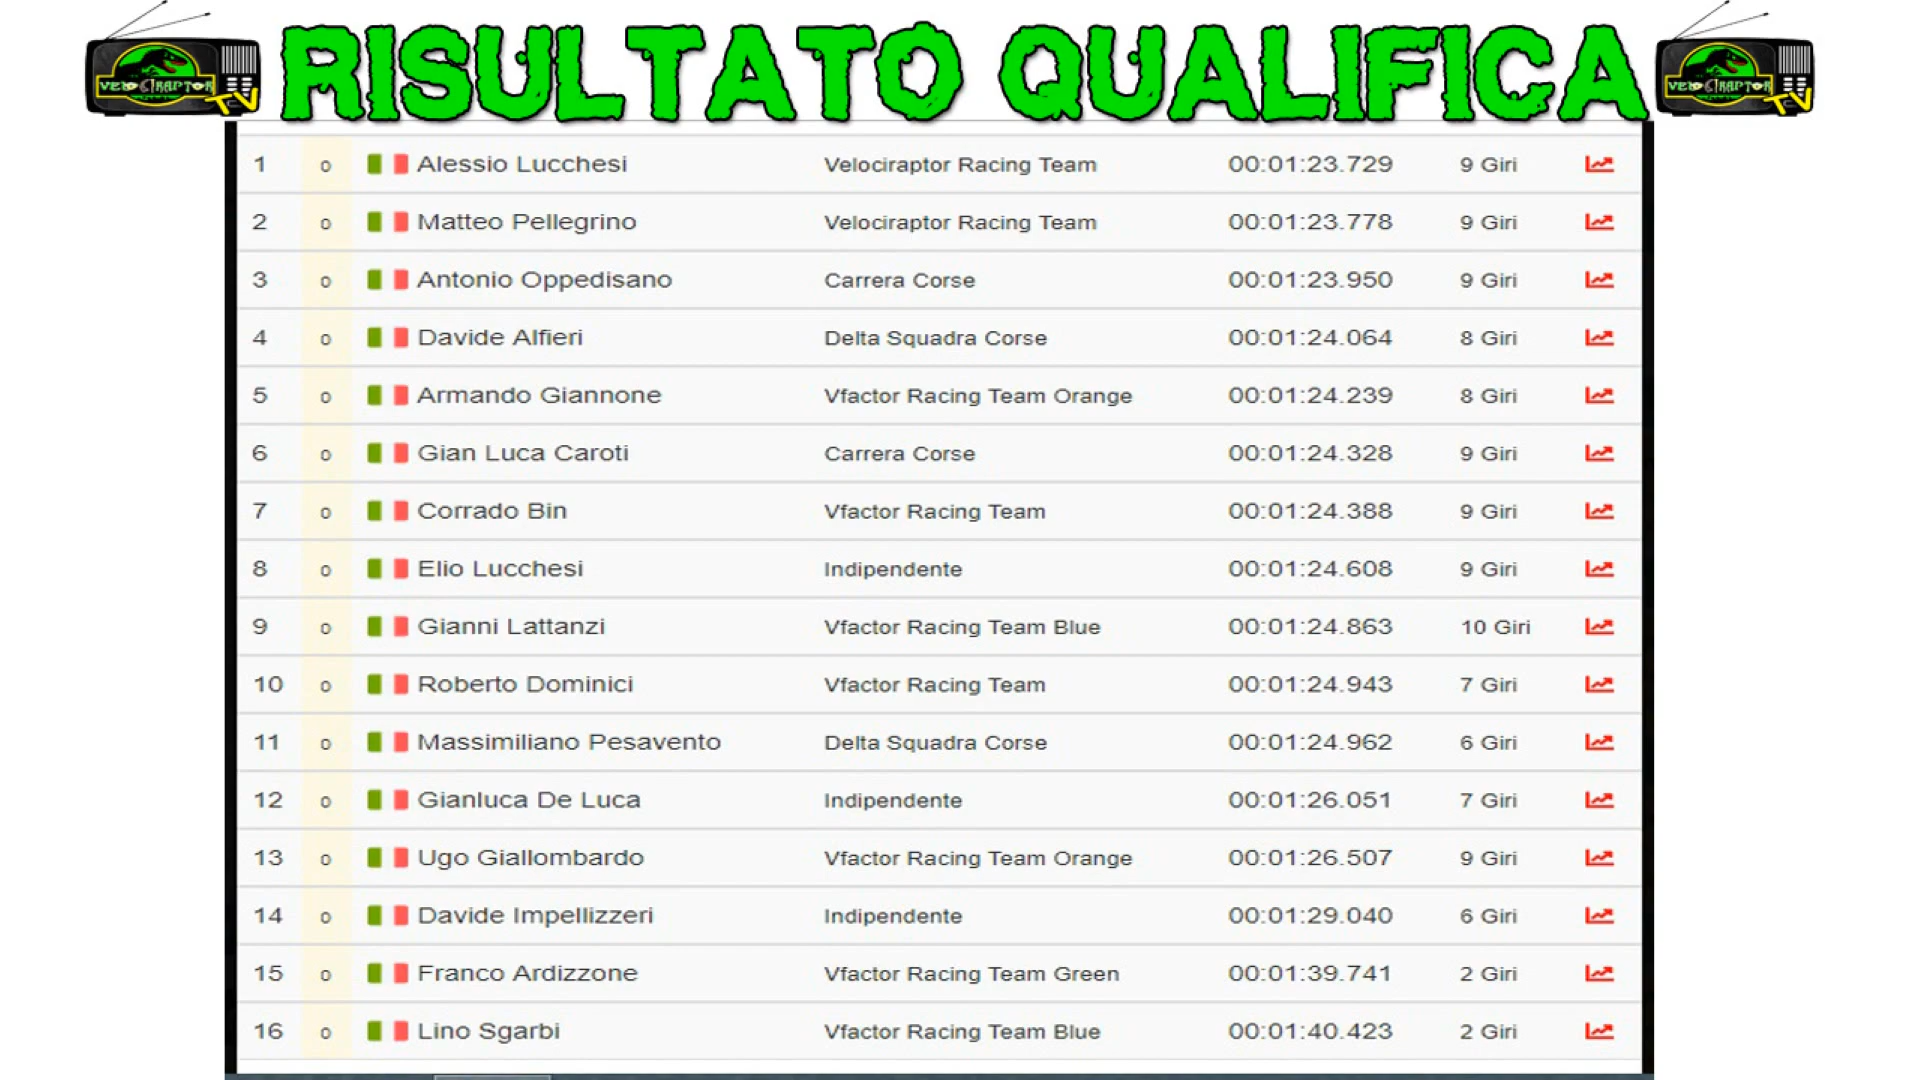 RISULTATO QUALIFICA
VELOCIRAPTOR TV
VELOCIRAPTOR TV
1 0 Alessio Lucchesi Velociraptor Racing Team 00:01:23.729 9 Giri
2 0 Matteo Pellegrino Velociraptor Racing Team 00:01:23.778 9 Giri
3 0 Antonio Oppedisano Carrera Corse 00:01:23.950 9 Giri
4 0 Davide Alfieri Delta Squadra Corse 00:01:24.064 8 Giri
5 0 Armando Giannone Vfactor Racing Team Orange 00:01:24.239 8 Giri
6 0 Gian Luca Caroti Carrera Corse 00:01:24.328 9 Giri
7 0 Corrado Bin Vfactor Racing Team 00:01:24.388 9 Giri
8 0 Elio Lucchesi Indipendente 00:01:24.608 9 Giri
9 0 Gianni Lattanzi Vfactor Racing Team Blue 00:01:24.863 10 Giri
10 0 Roberto Dominici Vfactor Racing Team 00:01:24.943 7 Giri
11 0 Massimiliano Pesavento Delta Squadra Corse 00:01:24.962 6 Giri
12 0 Gianluca De Luca Indipendente 00:01:26.051 7 Giri
13 0 Ugo Giallombardo Vfactor Racing Team Orange 00:01:26.507 9 Giri
14 0 Davide Impellizzeri Indipendente 00:01:29.040 6 Giri
15 0 Franco Ardizzone Vfactor Racing Team Green 00:01:39.741 2 Giri
16 0 Lino Sgarbi Vfactor Racing Team Blue 00:01:40.423 2 Giri